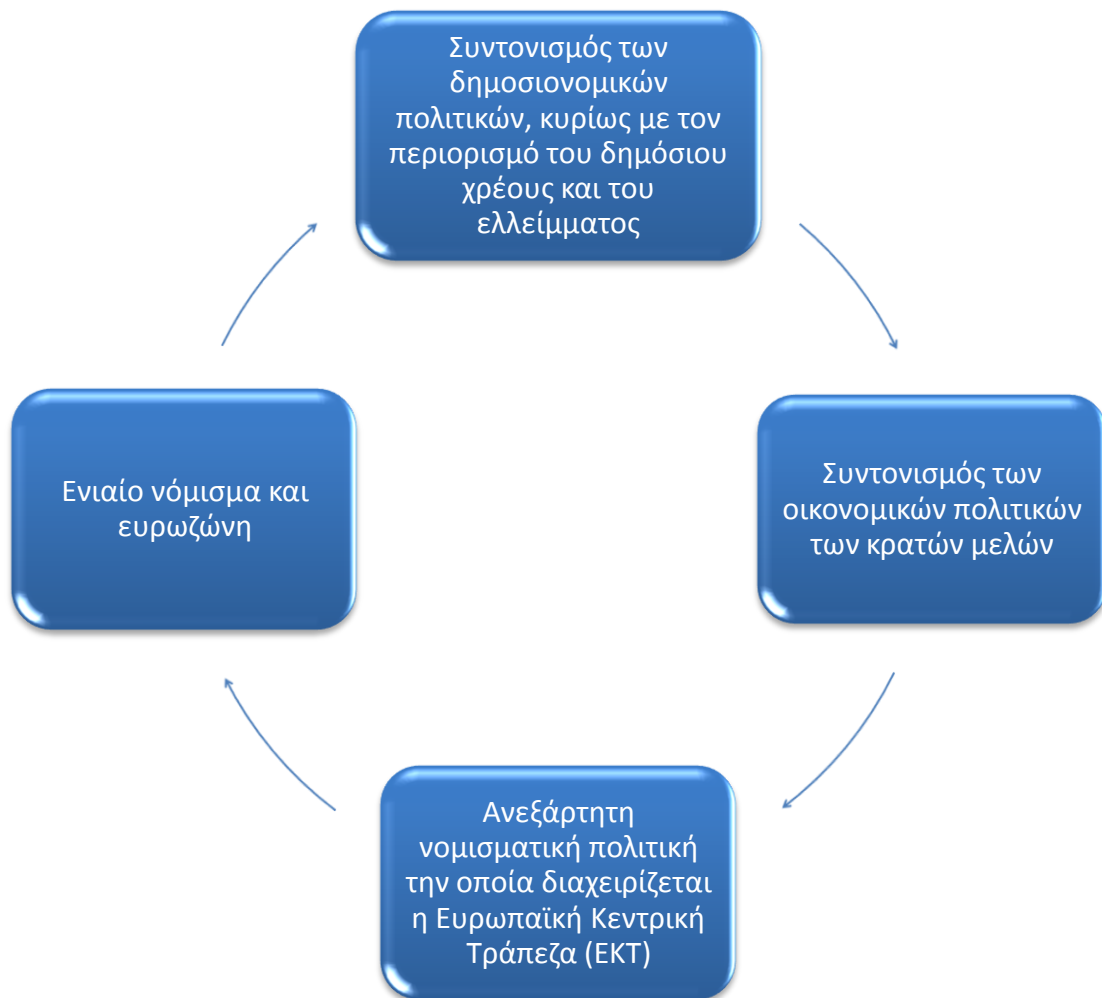 Συντονισμός των
δημοσιονομικών
πολιτικών, κυρίως με τον
περιορισμό του δημόσιου
χρέους και του
ελλείμματος
Συντονισμός των
οικονομικών πολιτικών
των κρατών μελών
Ανεξάρτητη
νομισματική πολιτική
την οποία διαχειρίζεται
η Ευρωπαϊκή Κεντρική
Τράπεζα (ΕΚΤ)
Ενιαίο νόμισμα και
ευρωζώνη